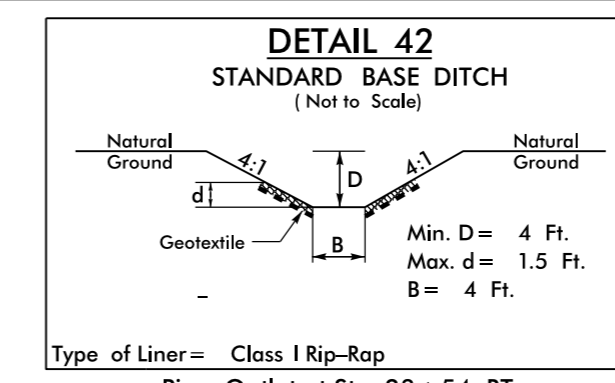 DETAIL 42
STANDARD BASE DITCH
( Not to Scale)
Natural
Ground
4:1
D
4:1
Natural
Ground
d
Geotextile
B
Min. D = 4 Ft.
Max. d = 1.5 Ft.
B = 4 Ft.
Type of Liner = Class I Rip-Rap